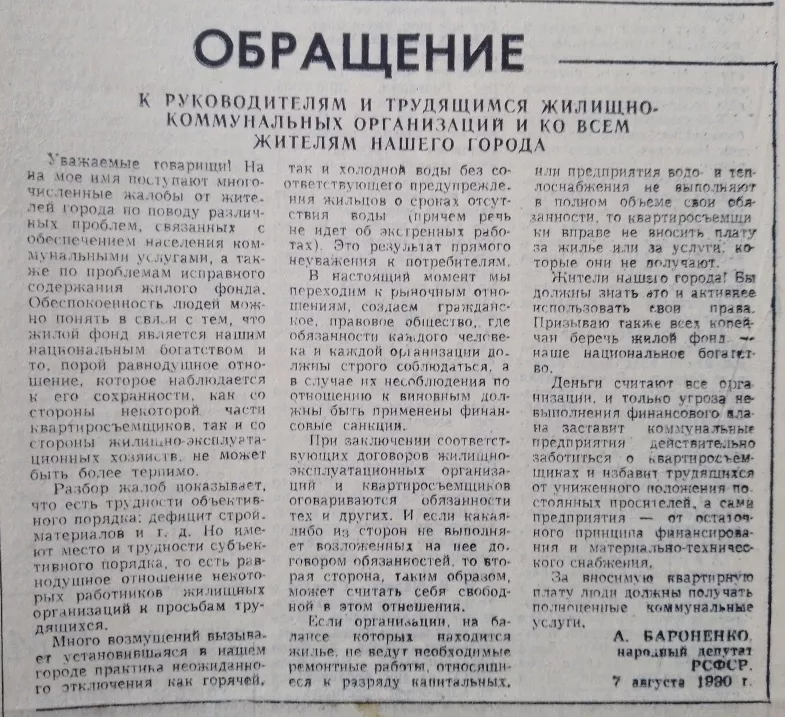 ОБРАЩЕНИЕ
К РУКОВОДИТЕЛЯМ И ТРУДЯЩИМСЯ ЖИЛИЩНО-
КОММУНАЛЬНЫХ ОРГАНИЗАЦИЙ И КО ВСЕМ
ЖИТЕЛЯМ НАШЕГО ГОРОДА
Уважаемые товарищи! На
на мое имя поступают много-
численные жалобы от жите-
лей города по поводу различ-
ных проблем, связанных с
обеспечением населения ком-
мунальными услугами, а так-
же по проблемам исправного
содержания жилого фонда.
Обеспокоенность людей мож-
но понять в связи с тем, что
жилой фонд является нашим
национальным богатством и
то, порой равнодушное отно-
шение, которое наблюдается
к его сохранности, как со
стороны некоторой части
квартиросъемщиков, так и со
стороны жилищно-эксплуата-
ционных хозяйств, не может
быть более терпимо.
Разбор жалоб показывает,
что есть трудности объектив-
ного порядка: дефицит строй-
материалов и т. д. Но име-
ют место и трудности субъек-
тивного порядка, то есть рав-
нодушное отношение некото-
рых работников жилищных
организаций к просьбам тру-
дящихся.
Много возмущений вызыва-
ет установившаяся в нашем
городе практика неожиданно-
го отключения как горячей,
так и холодной воды без со-
ответствующего предупрежде-
ния жильцов о сроках отсут-
ствия воды (причем речь
не идет об экстренных рабо-
тах). Это результат прямого
неуважения к потребителям.
В настоящий момент мы
переходим к рыночным отно-
шениям, создаем гражданс-
кое, правовое общество, где
обязанности каждого челове-
ка и каждой организации до-
лжны строго соблюдаться, а
в случае их несоблюдения по
отношению к виновным дол-
жны быть применены финан-
совые санкции.
При заключении соответст-
вующих договоров жилищно-
эксплуатационных организа-
ций и квартиросъемщиков
оговариваются обязанности
тех и других. И если какая-
либо из сторон не выполня-
ет возложенных на нее до-
говором обязанностей, то вто-
рая сторона, таким образом,
может считать себя свобод-
ной в этом отношении.
Если организации, на ба-
лансе которых находится
жилье, не ведут необходимые
ремонтные работы, относящи-
еся к разряду капитальных,
или предприятия водо- и теп-
лоснабжения не выполняют
в полном объеме свои обя-
занности, то квартиросъемщи
ки вправе не вносить плату
за жилье или за услуги, ко-
торые они не получают.
Жители нашего города! Вы
должны знать это и активнее
использовать свои права.
Призываю также всех копей-
чан беречь жилой фонд —
наше национальное богатст-
во.
Деньги считают все орга-
низации, и только угроза не-
выполнения финансового пла-
на заставит коммунальные
предприятия действительно
заботиться о квартиросъем-
щиках и избавит трудящихся
от униженного положения по-
стоянных просителей, а сами
предприятия — от остаточ-
ного принципа финансирова-
ния и материально-техничес-
кого снабжения.
За вносимую квартирную
плату люди должны получать
полноценные коммунальные
услуги.
А. БАРОНЕНКО,
народный депутат
РСФСР.
7 августа 1990 г.